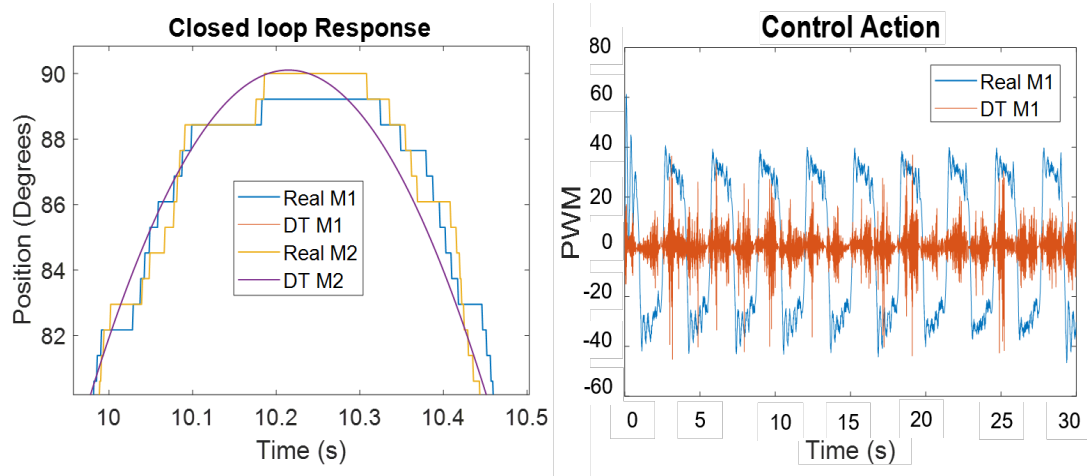 Closed loop Response
Position (Degrees)
90
88
86
84
82
Real M1
DT M1
Real M2
DT M2
10 10.1 10.2 10.3 10.4 10.5
Time (s)
Control Action
PWM
80
60
40
20
0
-20
-40
-60
Real M1
DT M1
0 5 10 15 20 25 30
Time (s)